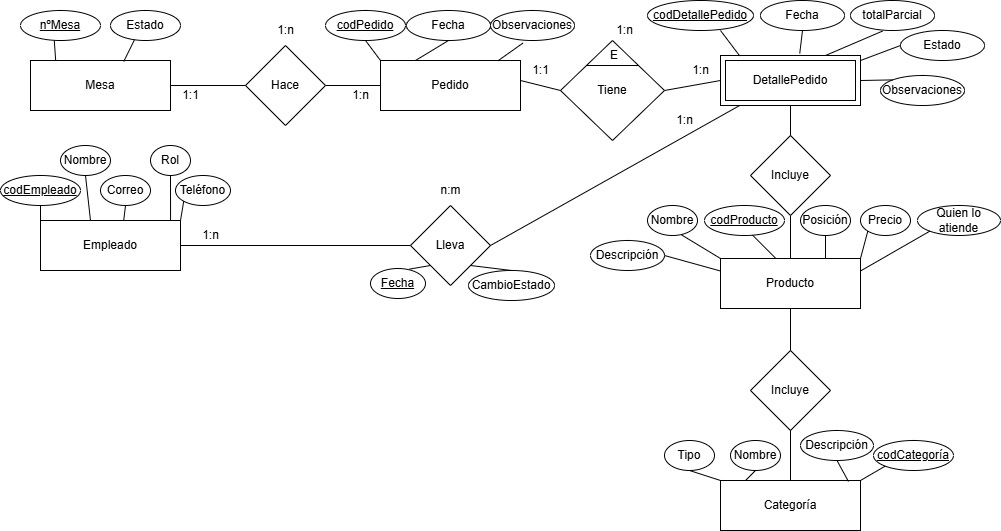 nºMesa
Estado
1:n
codPedido
Fecha
Observaciones
1:n
codDetallePedido
Fecha
totalParcial
Estado
E
Mesa
1:1
Hace
1:n
Pedido
1:1
Tiene
1:n
DetallePedido
Observaciones
1:n
Nombre
Rol
codEmpleado
Correo
Teléfono
n:m
Incluye
Empleado
1:n
Lleva
Fecha
CambioEstado
Nombre
codProducto
Posición
Precio
Quien lo
atiende
Descripción
Producto
Incluye
Tipo
Nombre
Descripción
codCategoría
Categoría